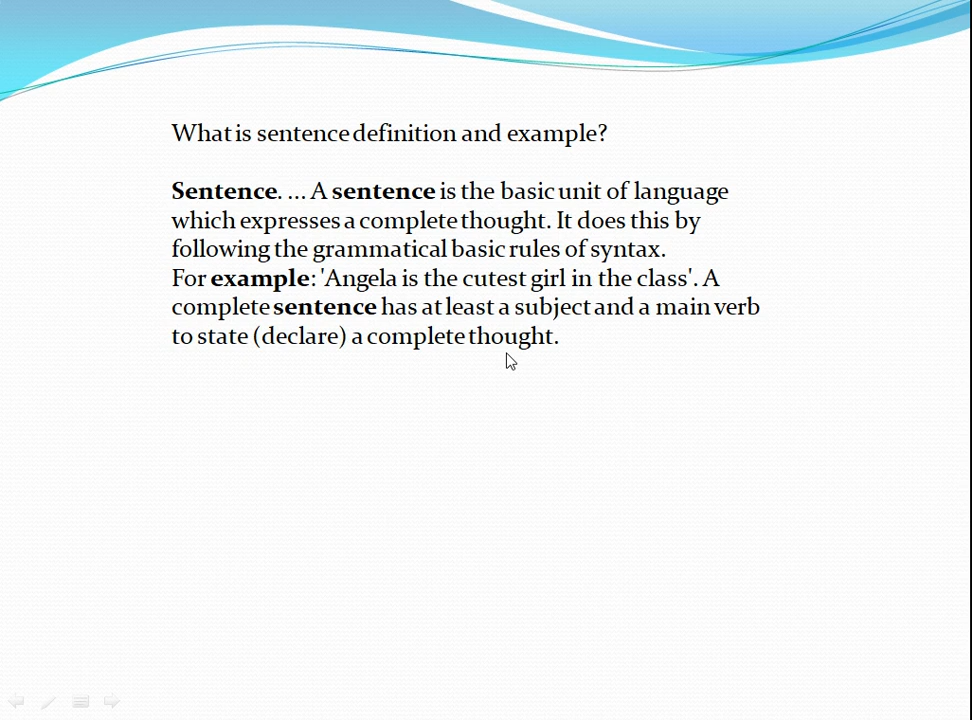 What is sentence definition and example?
Sentence. ... A sentence is the basic unit of language
which expresses a complete thought. It does this by
following the grammatical basic rules of syntax.
For example: 'Angela is the cutest girl in the class'. A
complete sentence has at least a subject and a main verb
to state (declare) a complete thought.